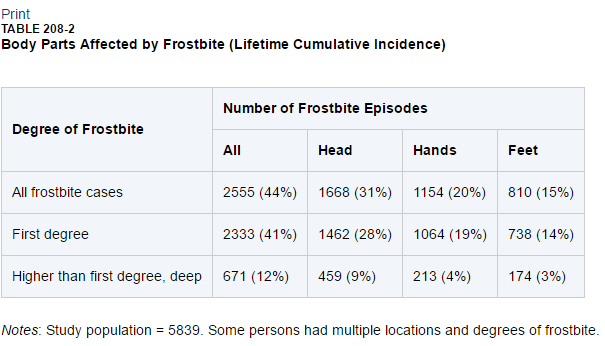 Print
TABLE 208-2
Body Parts Affected by Frostbite (Lifetime Cumulative Incidence)
Degree of Frostbite
Number of Frostbite Episodes
All Head Hands Feet
All frostbite cases 2555 (44%) 1668 (31%) 1154 (20%) 810 (15%)
First degree 2333 (41%) 1462 (28%) 1064 (19%) 738 (14%)
Higher than first degree, deep 671 (12%) 459 (9%) 213 (4%) 174 (3%)
Notes: Study population = 5839. Some persons had multiple locations and degrees of frostbite.